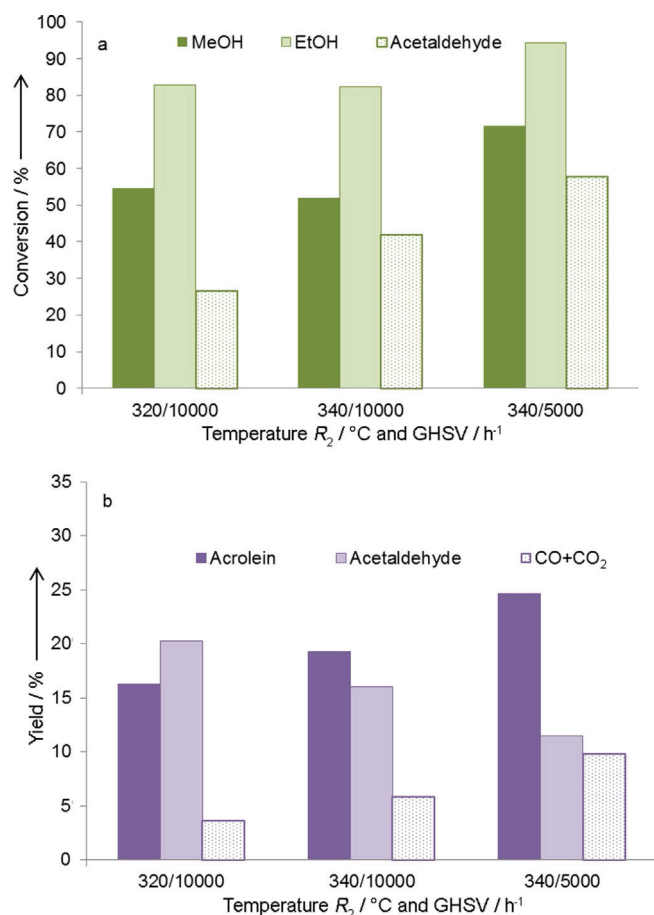 a
MeOH EtOH Acetaldehyde
100
90
80
70
60
50
40
30
20
10
0
Conversion / %
320/10000 340/10000 340/5000
Temperature R₂ / °C and GHSV / h⁻¹
b
35
30
25
20
15
10
5
0
Acrolein Acetaldehyde CO+CO₂
Yield / %
320/10000 340/10000 340/5000
Temperature R₂ / °C and GHSV / h⁻¹